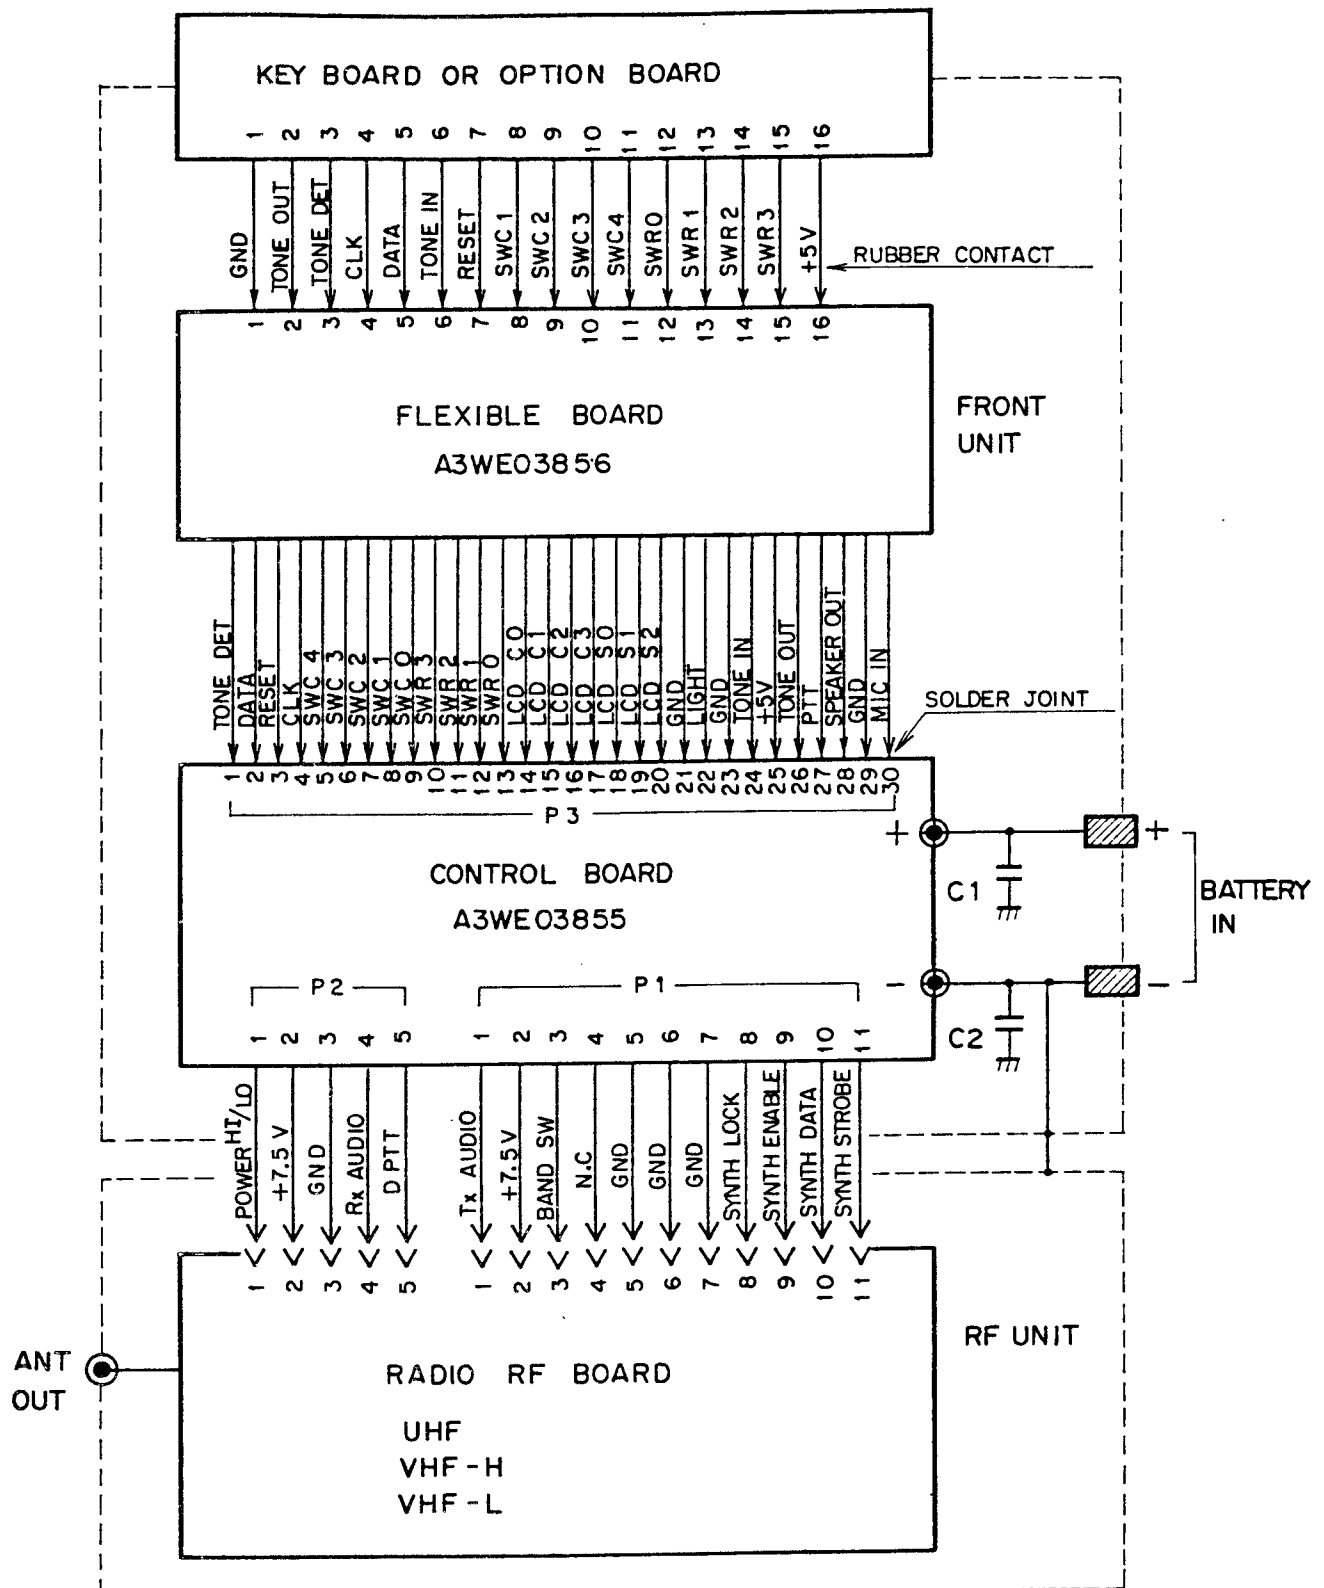 KEY BOARD OR OPTION BOARD
1 2 3 4 5 6 7 8 9 10 11 12 13 14 15 16
GND
TONE OUT
TONE DET
CLK
DATA
TONE IN
RESET
SWC 1
SWC 2
SWC 3
SWC 4
SWR0
SWR 1
SWR 2
SWR 3
+5V
RUBBER CONTACT
1 2 3 4 5 6 7 8 9 10 11 12 13 14 15 16
FLEXIBLE BOARD
A3WE03856
FRONT
UNIT
TONE DET
DATA
RESET
CLK
SWC 4
SWC 3
SWC 2
SWC 1
SWC 0
SWR 3
SWR 2
SWR 1
SWR 0
LCD C0
LCD C1
LCD C2
LCD C3
LCD S0
LCD S1
LCD S2
GND
LIGHT
GND
TONE IN
+5V
TONE OUT
PTT
SPEAKER OUT
GND
MIC IN
SOLDER JOINT
1 2 3 4 5 6 7 8 9 10 11 12 13 14 15 16 17 18 19 20 21 22 23 24 25 26 27 28 29 30
P3
+
+
CONTROL BOARD
A3WE03855
C1
BATTERY
IN
P2
P1
-
-
C2
1 2 3 4 5
1 2 3 4 5 6 7 8 9 10 11
POWER HI/LO
+7.5V
GND
Rx AUDIO
D PTT
Tx AUDIO
+7.5V
BAND SW
N.C
GND
GND
GND
SYNTH LOCK
SYNTH ENABLE
SYNTH DATA
SYNTH STROBE
1 2 3 4 5
1 2 3 4 5 6 7 8 9 10 11
RF UNIT
ANT
OUT
RADIO RF BOARD
UHF
VHF-H
VHF-L